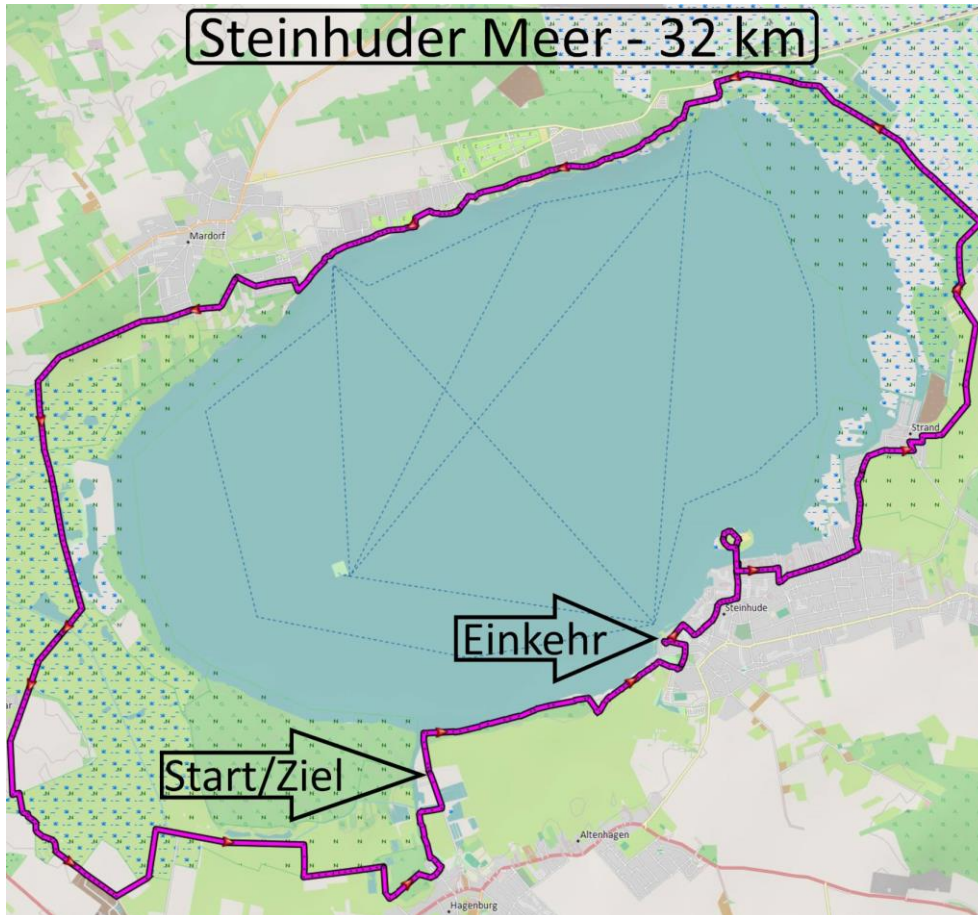 Steinhuder Meer - 32 km
Mardorf
Strand
Steinhude
Einkehr
Start/Ziel
Altenhagen
Hagenburg